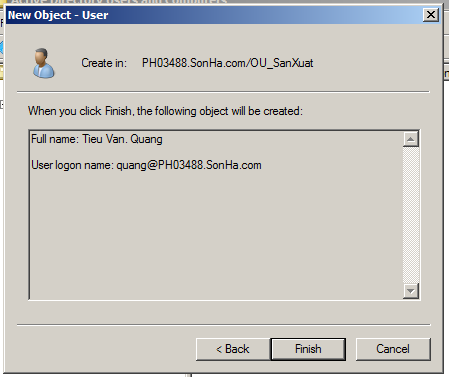 New Object - User
Create in: PH03488.SonHa.com/OU_SanXuat
When you click Finish, the following object will be created:
Full name: Tieu Van. Quang
User logon name: quang@PH03488.SonHa.com
< Back
Finish
Cancel